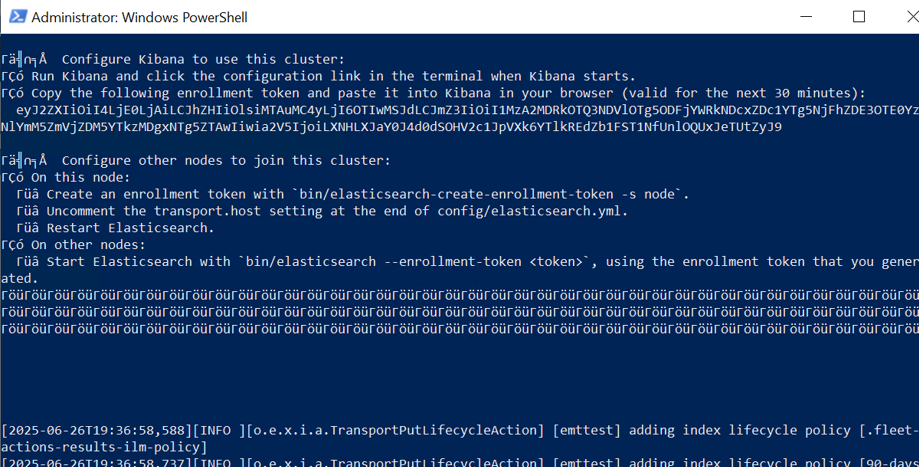 Administrator: Windows PowerShell
Γä╣∩╕Å  Configure Kibana to use this cluster:
ΓÇó Run Kibana and click the configuration link in the terminal when Kibana starts.
ΓÇó Copy the following enrollment token and paste it into Kibana in your browser (valid for the next 30 minutes):
  eyJ2ZXIiOiI4LjE0LjAiLCJhZHIiOlsiMTAuMC4yLjI6OTIwMSJdLCJmZ3IiOiI1MzA2MDRkOTQ3NDVlOTg5ODFjYWRkNDcxZDc1YTg5NjFhZDE3OTE0Yz
NlYmM5ZmVjZDM5YTkzMDgxNTg5ZTAwIiwia2V5IjoiLXNHLXJaY0J4d0dSOHV2c1JpVXk6YTlkREdZb1FST1NfUnlOQUxJeTUtZyJ9
Γä╣∩╕Å  Configure other nodes to join this cluster:
ΓÇó On this node:
  Γüâ Create an enrollment token with `bin/elasticsearch-create-enrollment-token -s node`.
  Γüâ Uncomment the transport.host setting at the end of config/elasticsearch.yml.
  Γüâ Restart Elasticsearch.
ΓÇó On other nodes:
  Γüâ Start Elasticsearch with `bin/elasticsearch --enrollment-token <token>`, using the enrollment token that you gener
ated.
[2025-06-26T19:36:58,588][INFO ][o.e.x.i.a.TransportPutLifecycleAction] [emttest] adding index lifecycle policy [.fleet-
actions-results-ilm-policy]
[2025-06-26T19:36:58,737][INFO ][o.e.x.i.a.TransportPutLifecycleAction] [emttest] adding index lifecycle policy [90-day